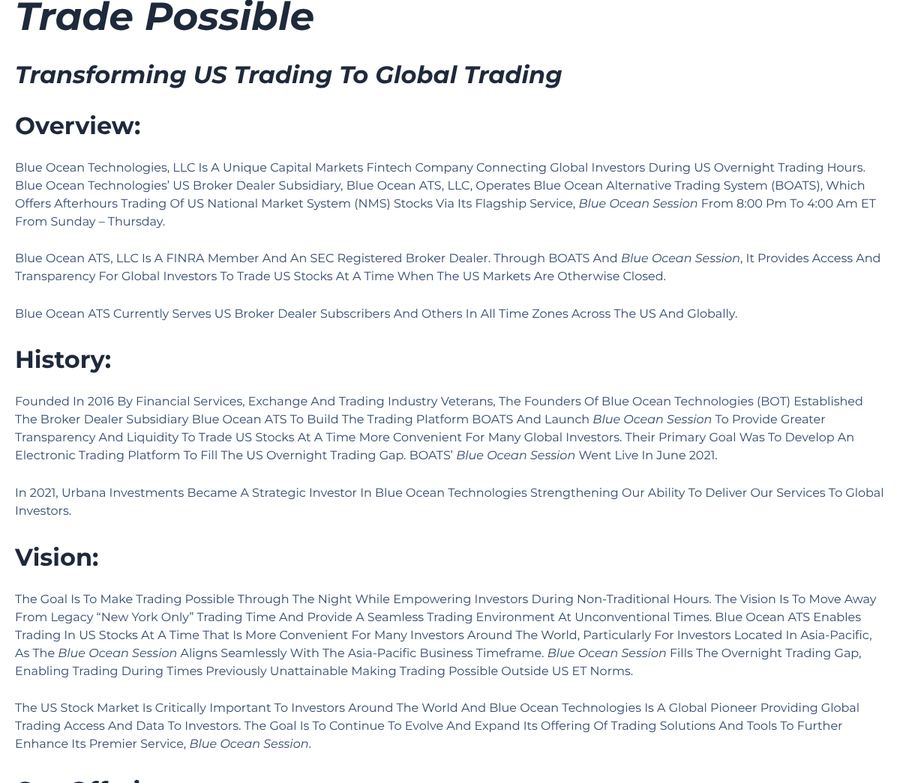 Trade Possible
Transforming US Trading To Global Trading
Overview:
Blue Ocean Technologies, LLC Is A Unique Capital Markets Fintech Company Connecting Global Investors During US Overnight Trading Hours.
Blue Ocean Technologies’ US Broker Dealer Subsidiary, Blue Ocean ATS, LLC, Operates Blue Ocean Alternative Trading System (BOATS), Which
Offers Afterhours Trading Of US National Market System (NMS) Stocks Via Its Flagship Service, Blue Ocean Session From 8:00 Pm To 4:00 Am ET
From Sunday – Thursday.
Blue Ocean ATS, LLC Is A FINRA Member And An SEC Registered Broker Dealer. Through BOATS And Blue Ocean Session, It Provides Access And
Transparency For Global Investors To Trade US Stocks At A Time When The US Markets Are Otherwise Closed.
Blue Ocean ATS Currently Serves US Broker Dealer Subscribers And Others In All Time Zones Across The US And Globally.
History:
Founded In 2016 By Financial Services, Exchange And Trading Industry Veterans, The Founders Of Blue Ocean Technologies (BOT) Established
The Broker Dealer Subsidiary Blue Ocean ATS To Build The Trading Platform BOATS And Launch Blue Ocean Session To Provide Greater
Transparency And Liquidity To Trade US Stocks At A Time More Convenient For Many Global Investors. Their Primary Goal Was To Develop An
Electronic Trading Platform To Fill The US Overnight Trading Gap. BOATS’ Blue Ocean Session Went Live In June 2021.
In 2021, Urbana Investments Became A Strategic Investor In Blue Ocean Technologies Strengthening Our Ability To Deliver Our Services To Global
Investors.
Vision:
The Goal Is To Make Trading Possible Through The Night While Empowering Investors During Non-Traditional Hours. The Vision Is To Move Away
From Legacy “New York Only” Trading Time And Provide A Seamless Trading Environment At Unconventional Times. Blue Ocean ATS Enables
Trading In US Stocks At A Time That Is More Convenient For Many Investors Around The World, Particularly For Investors Located In Asia-Pacific,
As The Blue Ocean Session Aligns Seamlessly With The Asia-Pacific Business Timeframe. Blue Ocean Session Fills The Overnight Trading Gap,
Enabling Trading During Times Previously Unattainable Making Trading Possible Outside US ET Norms.
The US Stock Market Is Critically Important To Investors Around The World And Blue Ocean Technologies Is A Global Pioneer Providing Global
Trading Access And Data To Investors. The Goal Is To Continue To Evolve And Expand Its Offering Of Trading Solutions And Tools To Further
Enhance Its Premier Service, Blue Ocean Session.